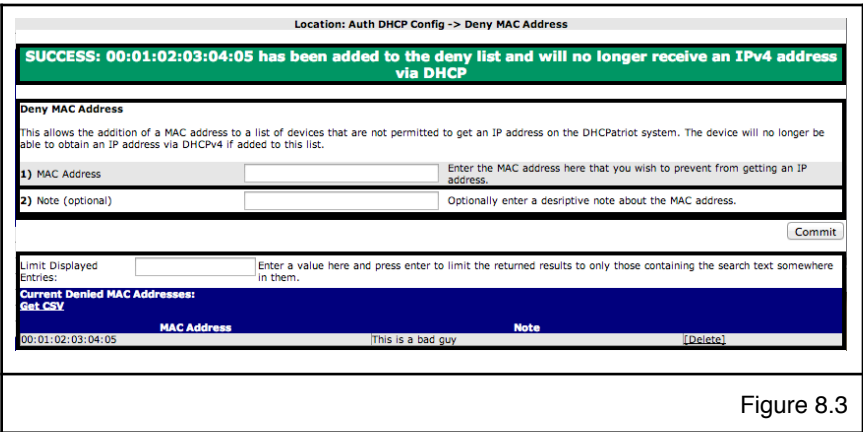 Location: Auth DHCP Config -> Deny MAC Address
SUCCESS: 00:01:02:03:04:05 has been added to the deny list and will no longer receive an IPv4 address
via DHCP
Deny MAC Address
This allows the addition of a MAC address to a list of devices that are not permitted to get an IP address on the DHCPatriot system. The device will no longer be
able to obtain an IP address via DHCPv4 if added to this list.
1) MAC Address
Enter the MAC address here that you wish to prevent from getting an IP
address.
2) Note (optional)
Optionally enter a desriptive note about the MAC address.
Commit
Limit Displayed
Entries:
Enter a value here and press enter to limit the returned results to only those containing the search text somewhere
in them.
Current Denied MAC Addresses:
Get CSV
MAC Address Note
00:01:02:03:04:05 This is a bad guy [Delete]
Figure 8.3